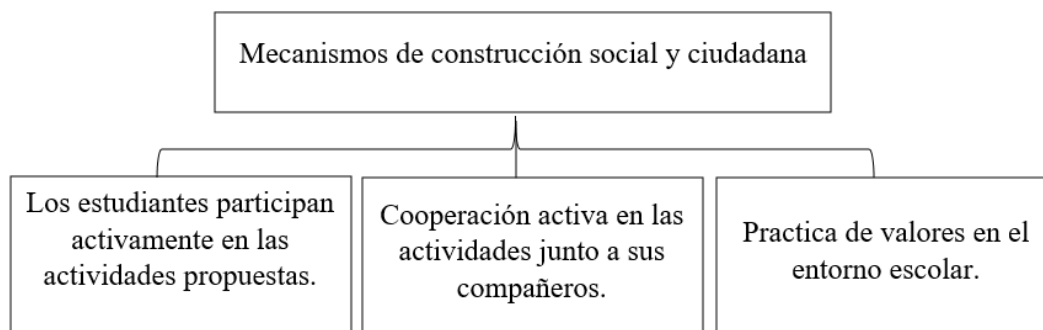 Mecanismos de construcción social y ciudadana
Los estudiantes participan
activamente en las
actividades propuestas.
Cooperación activa en las
actividades junto a sus
compañeros.
Practica de valores en el
entorno escolar.